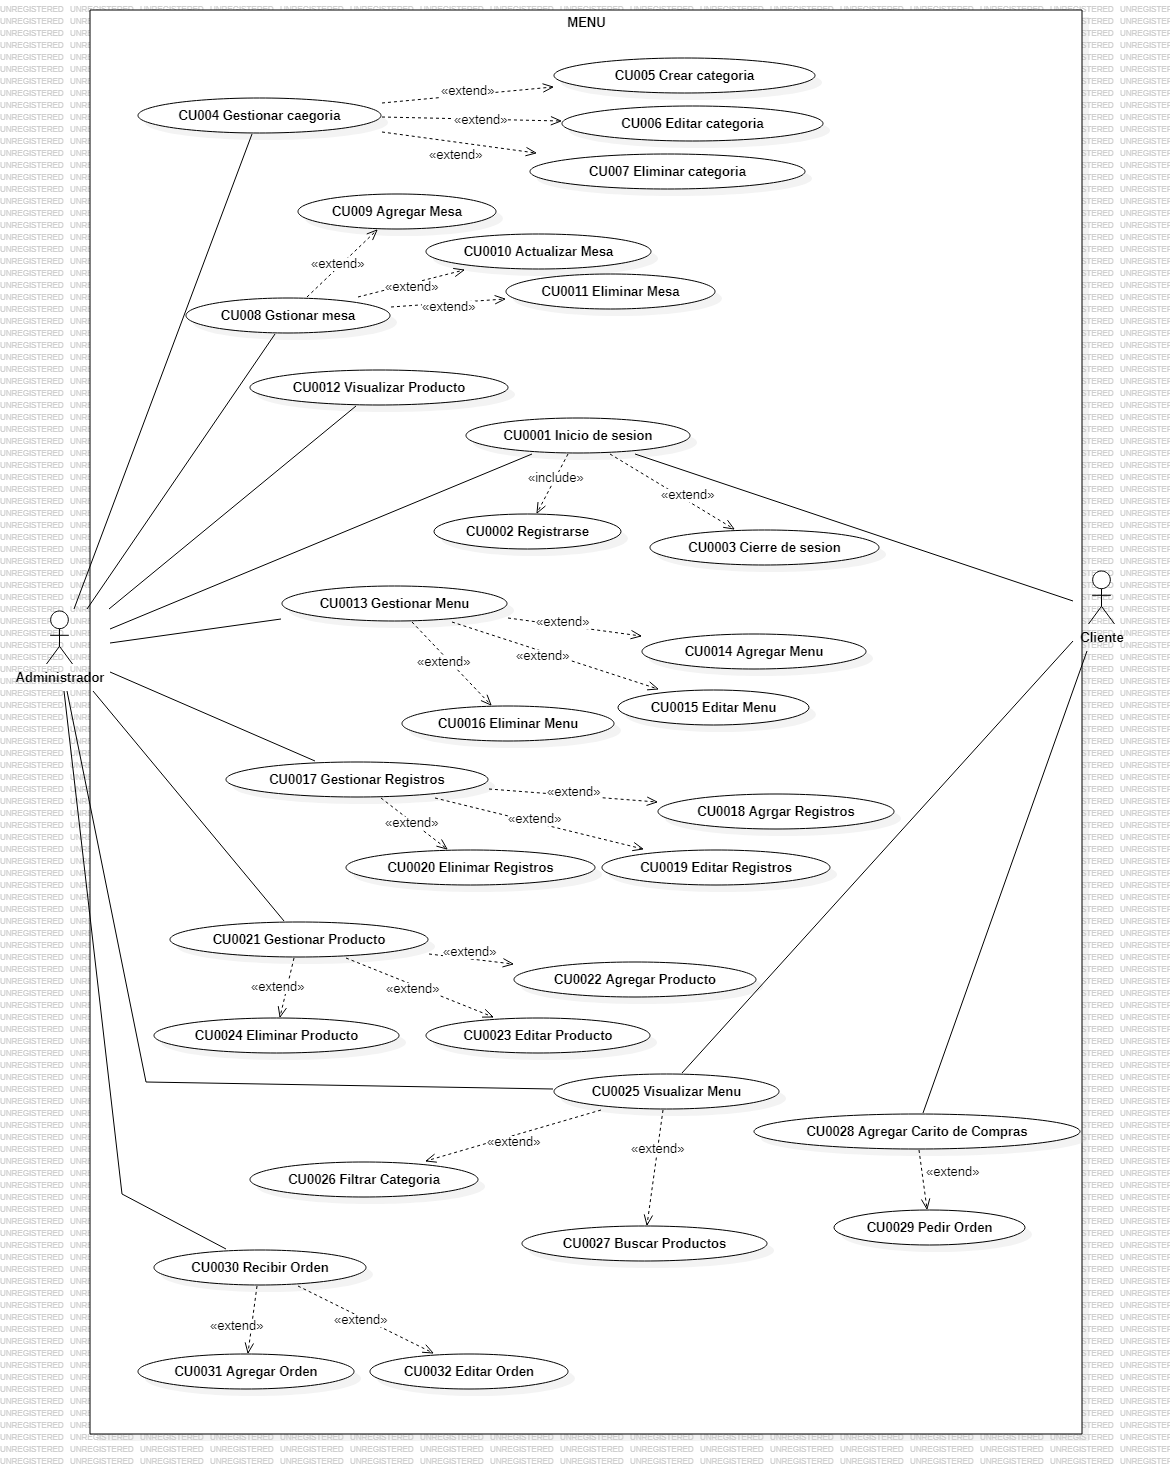 MENU
CU005 Crear categoria
«extend»
CU004 Gestionar caegoria
«extend»
CU006 Editar categoria
«extend»
CU007 Eliminar categoria
CU009 Agregar Mesa
CU0010 Actualizar Mesa
«extend»
«extend»
CU0011 Eliminar Mesa
«extend»
CU008 Gstionar mesa
CU0012 Visualizar Producto
CU0001 Inicio de sesion
«include»
«extend»
CU0002 Registrarse
CU0003 Cierre de sesion
CU0013 Gestionar Menu
«extend»
Cliente
«extend»
CU0014 Agregar Menu
«extend»
Administrador
CU0015 Editar Menu
CU0016 Eliminar Menu
CU0017 Gestionar Registros
«extend»
CU0018 Agrgar Registros
«extend»
«extend»
CU0020 Elinimar Registros
CU0019 Editar Registros
CU0021 Gestionar Producto
«extend»
CU0022 Agregar Producto
«extend»
«extend»
CU0024 Eliminar Producto
CU0023 Editar Producto
CU0025 Visualizar Menu
CU0028 Agregar Carito de Compras
«extend»
«extend»
«extend»
CU0026 Filtrar Categoria
CU0029 Pedir Orden
CU0027 Buscar Productos
CU0030 Recibir Orden
«extend»
«extend»
CU0031 Agregar Orden
CU0032 Editar Orden
UNREGISTERED